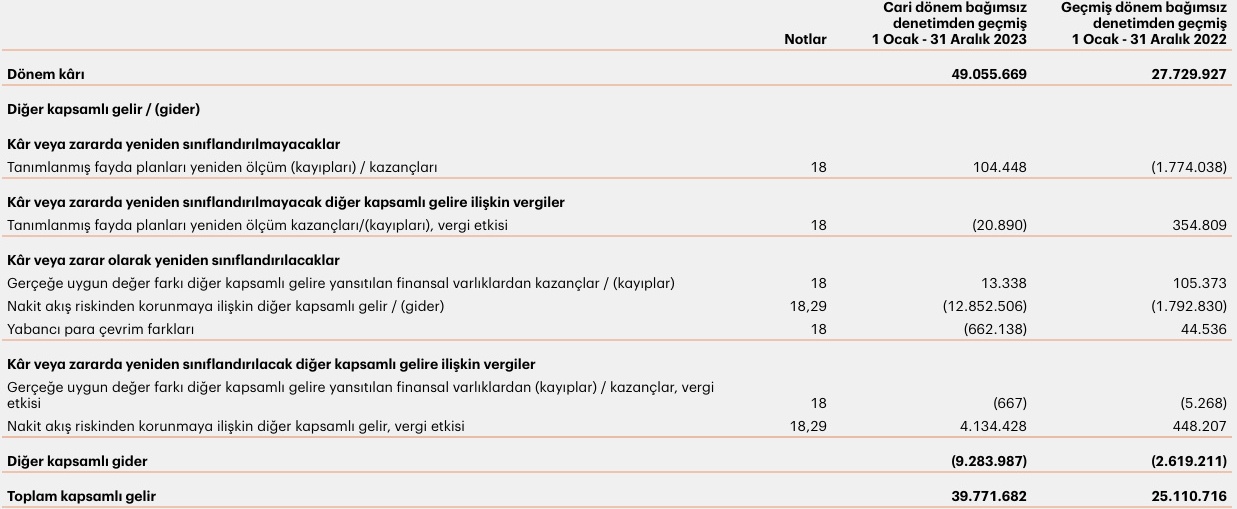 Cari dönem bağımsız Geçmiş dönem bağımsız
denetimden geçmiş denetimden geçmiş
Notlar 1 Ocak - 31 Aralık 2023 1 Ocak - 31 Aralık 2022
Dönem kârı 49.055.669 27.729.927
Diğer kapsamlı gelir / (gider)
Kâr veya zararda yeniden sınıflandırılmayacaklar
Tanımlanmış fayda planları yeniden ölçüm (kayıpları) / kazançları 18 104.448 (1.774.038)
Kâr veya zararda yeniden sınıflandırılmayacak diğer kapsamlı gelire ilişkin vergiler
Tanımlanmış fayda planları yeniden ölçüm kazançları/(kayıpları), vergi etkisi 18 (20.890) 354.809
Kâr veya zarar olarak yeniden sınıflandırılacaklar
Gerçeğe uygun değer farkı diğer kapsamlı gelire yansıtılan finansal varlıklardan kazançlar / (kayıplar) 18 13.338 105.373
Nakit akış riskinden korunmaya ilişkin diğer kapsamlı gelir / (gider) 18,29 (12.852.506) (1.792.830)
Yabancı para çevrim farkları 18 (662.138) 44.536
Kâr veya zararda yeniden sınıflandırılacak diğer kapsamlı gelire ilişkin vergiler
Gerçeğe uygun değer farkı diğer kapsamlı gelire yansıtılan finansal varlıklardan (kayıplar) / kazançlar, vergi
etkisi 18 (667) (5.268)
Nakit akış riskinden korunmaya ilişkin diğer kapsamlı gelir, vergi etkisi 18,29 4.134.428 448.207
Diğer kapsamlı gider (9.283.987) (2.619.211)
Toplam kapsamlı gelir 39.771.682 25.110.716